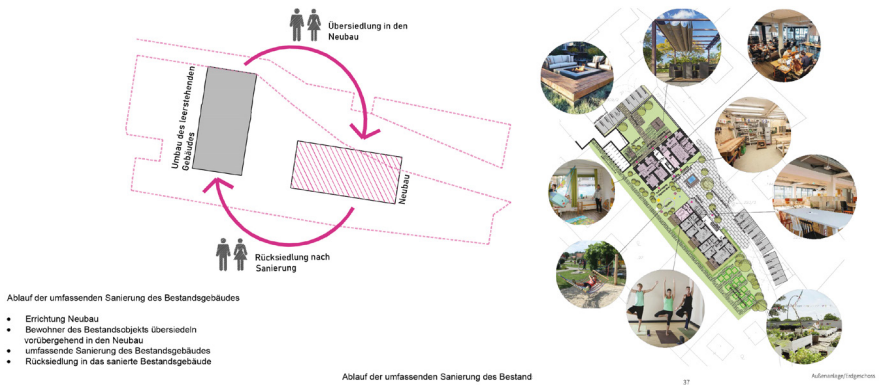 Übersiedlung in den
Neubau
Umbau des leerstehenden
Gebäudes
Neubau
Rücksiedlung nach
Sanierung
Ablauf der umfassenden Sanierung des Bestandsgebäudes
• Errichtung Neubau
• Bewohner des Bestandsobjekts übersiedeln
vorübergehend in den Neubau
• umfassende Sanierung des Bestandsgebäudes
• Rücksiedlung in das sanierte Bestandsgebäude
Ablauf der umfassenden Sanierung des Bestand
37
Außenanlage/Erdgeschoss